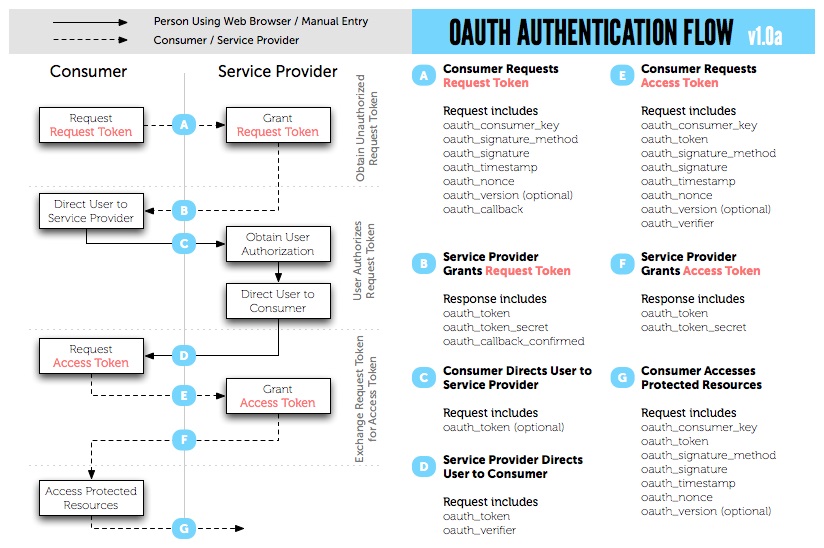 Person Using Web Browser / Manual Entry
Consumer / Service Provider
OAUTH AUTHENTICATION FLOW v1.0a
Consumer
Service Provider
Request
Request Token
A
Grant
Request Token
Obtain Unauthorized
Request Token
Direct User to
Service Provider
B
C
Obtain User
Authorization
User Authorizes
Request Token
Direct User to
Consumer
Request
Access Token
D
E
Grant
Access Token
Exchange Request Token
for Access Token
F
Access Protected
Resources
G
A
Consumer Requests
Request Token
Request includes
oauth_consumer_key
oauth_signature_method
oauth_signature
oauth_timestamp
oauth_nonce
oauth_version (optional)
oauth_callback
B
Service Provider
Grants Request Token
Response includes
oauth_token
oauth_token_secret
oauth_callback_confirmed
C
Consumer Directs User to
Service Provider
Request includes
oauth_token (optional)
D
Service Provider Directs
User to Consumer
Request includes
oauth_token
oauth_verifier
E
Consumer Requests
Access Token
Request includes
oauth_consumer_key
oauth_token
oauth_signature_method
oauth_signature
oauth_timestamp
oauth_nonce
oauth_version (optional)
oauth_verifier
F
Service Provider
Grants Access Token
Response includes
oauth_token
oauth_token_secret
G
Consumer Accesses
Protected Resources
Request includes
oauth_consumer_key
oauth_token
oauth_signature_method
oauth_signature
oauth_timestamp
oauth_nonce
oauth_version (optional)